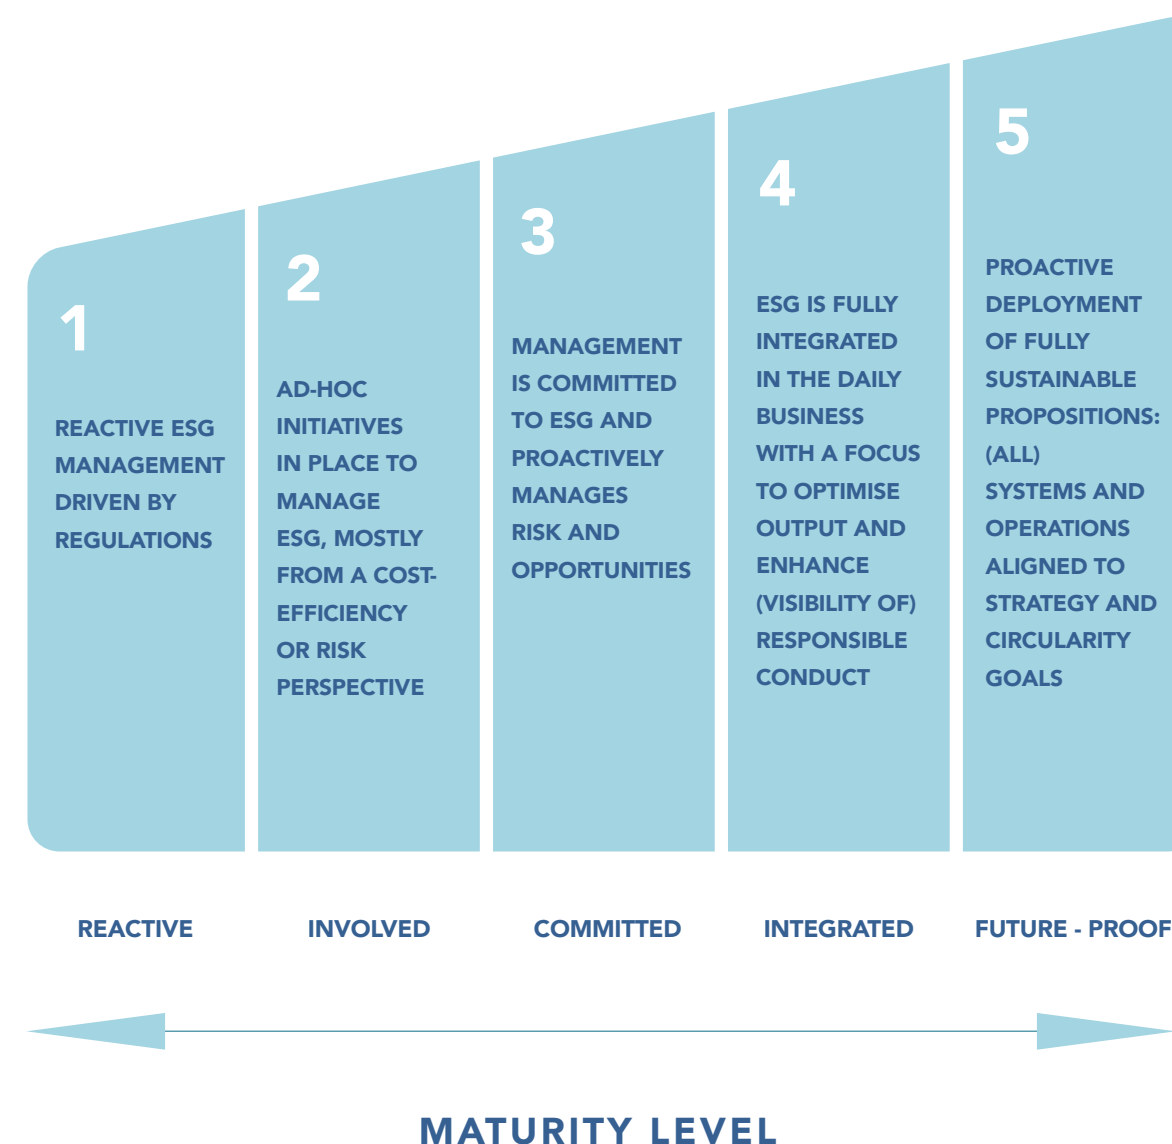 1
REACTIVE ESG
MANAGEMENT
DRIVEN BY
REGULATIONS
2
AD-HOC
INITIATIVES
IN PLACE TO
MANAGE
ESG, MOSTLY
FROM A COST-
EFFICIENCY
OR RISK
PERSPECTIVE
3
MANAGEMENT
IS COMMITTED
TO ESG AND
PROACTIVELY
MANAGES
RISK AND
OPPORTUNITIES
4
ESG IS FULLY
INTEGRATED
IN THE DAILY
BUSINESS
WITH A FOCUS
TO OPTIMISE
OUTPUT AND
ENHANCE
(VISIBILITY OF)
RESPONSIBLE
CONDUCT
5
PROACTIVE
DEPLOYMENT
OF FULLY
SUSTAINABLE
PROPOSITIONS:
(ALL)
SYSTEMS AND
OPERATIONS
ALIGNED TO
STRATEGY AND
CIRCULARITY
GOALS
REACTIVE
INVOLVED
COMMITTED
INTEGRATED
FUTURE - PROOF
MATURITY LEVEL